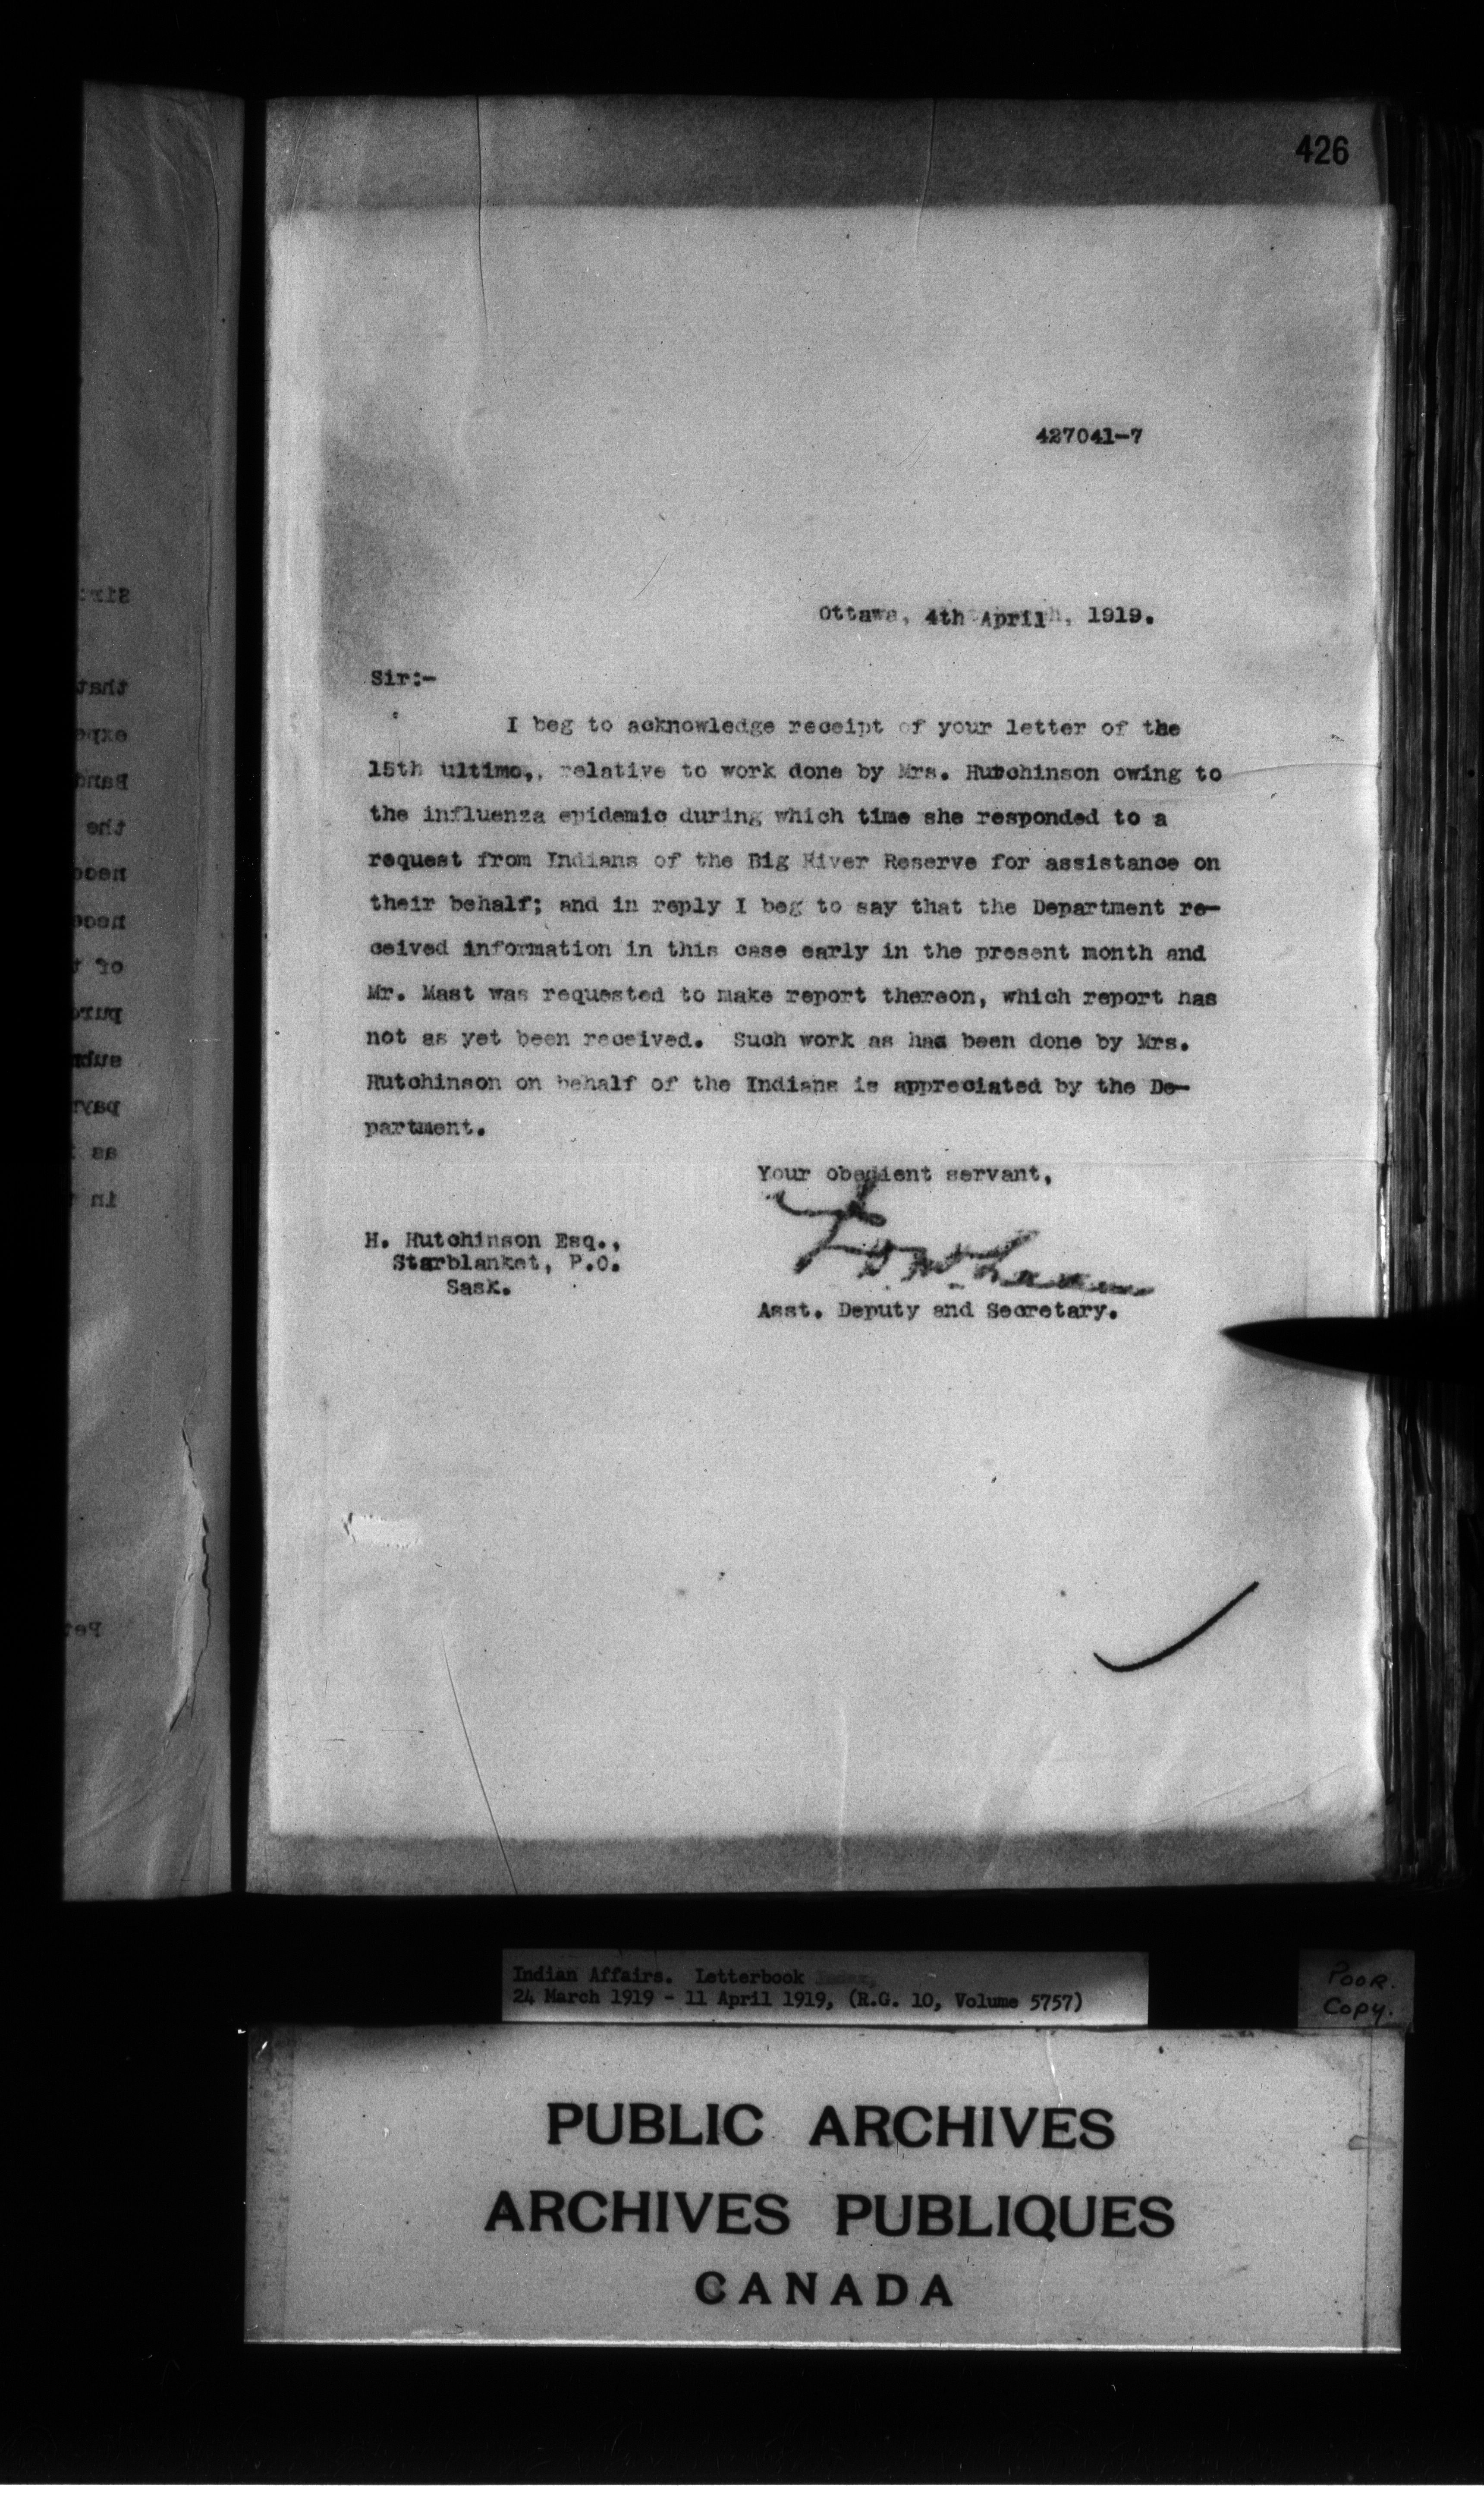 426
427041-7
Ottawa, 4th April, 1919.
Sir:-
I beg to acknowledge receipt of your letter of the
15th ultimo,, relative to work done by Mrs. Hutchinson owing to
the influenza epidemic during which time she responded to a
request from Indians of the Big River Reserve for assistance on
their behalf; and in reply I beg to say that the Department re-
ceived information in this case early in the present month and
Mr. Mast was requested to make report thereon, which report has
not as yet been received. Such work as has been done by Mrs.
Hutchinson on behalf of the Indians is appreciated by the De-
partment.
Your obedient servant,
Asst. Deputy and Secretary.
H. Hutchinson Esq.,
Starblanket, P.O.
Sask.
Indian Affairs. Letterbook
24 March 1919 - 11 April 1919, (R.G. 10, Volume 5757)
POOR.
Copy.
PUBLIC ARCHIVES
ARCHIVES PUBLIQUES
CANADA